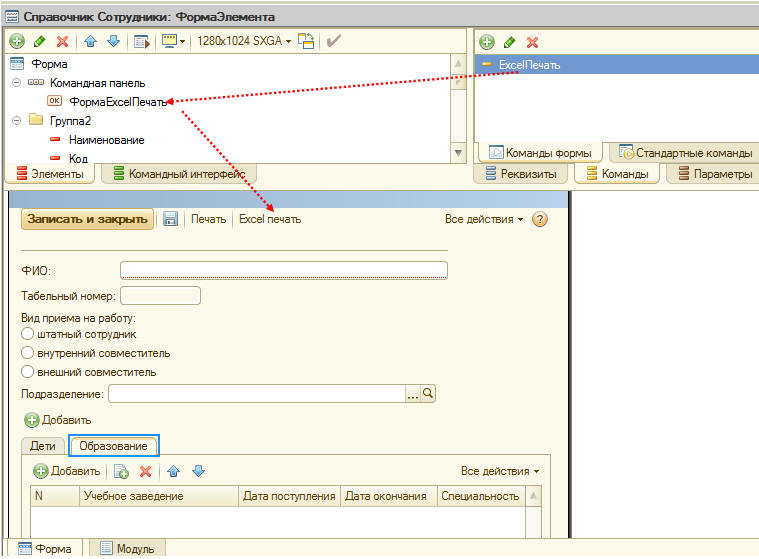 Справочник Сотрудники: ФормаЭлемента
1280x1024 SXGA
Форма
Командная панель
OK ФормаExcelПечать
Группа2
Наименование
Код
Элементы Командный интерфейс
ExcelПечать
Команды формы Стандартные команды
Реквизиты Команды Параметры
Записать и закрыть Печать Excel печать Все действия ?
ФИО:
Табельный номер:
Вид приема на работу:
штатный сотрудник
внутренний совместитель
внешний совместитель
Подразделение: ...
Добавить
Дети Образование
Добавить Все действия
N Учебное заведение Дата поступления Дата окончания Специальность
Форма Модуль